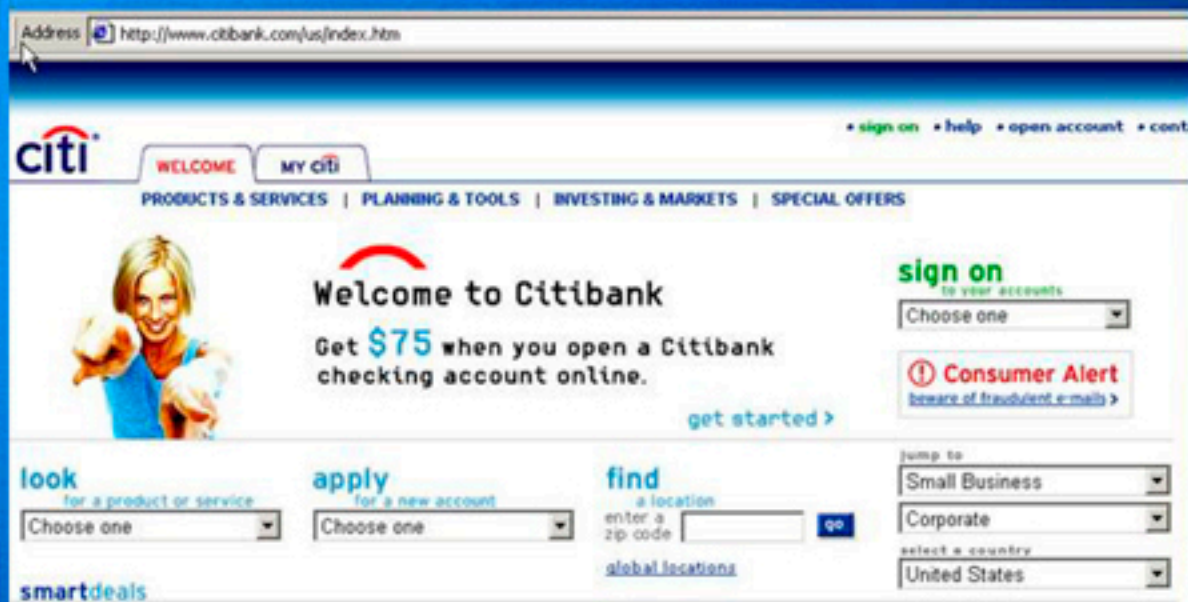 Address http://www.citibank.com/us/index.htm
• sign on • help • open account • cont
citi
WELCOME MY citi
PRODUCTS & SERVICES | PLANNING & TOOLS | INVESTING & MARKETS | SPECIAL OFFERS
Welcome to Citibank
Get $75 when you open a Citibank
checking account online.
get started >
sign on
to your accounts
Choose one
Consumer Alert
beware of fraudulent e-mails >
look
for a product or service
Choose one
apply
for a new account
Choose one
find
a location
enter a
zip code
go
global locations
jump to
Small Business
Corporate
select a country
United States
smartdeals